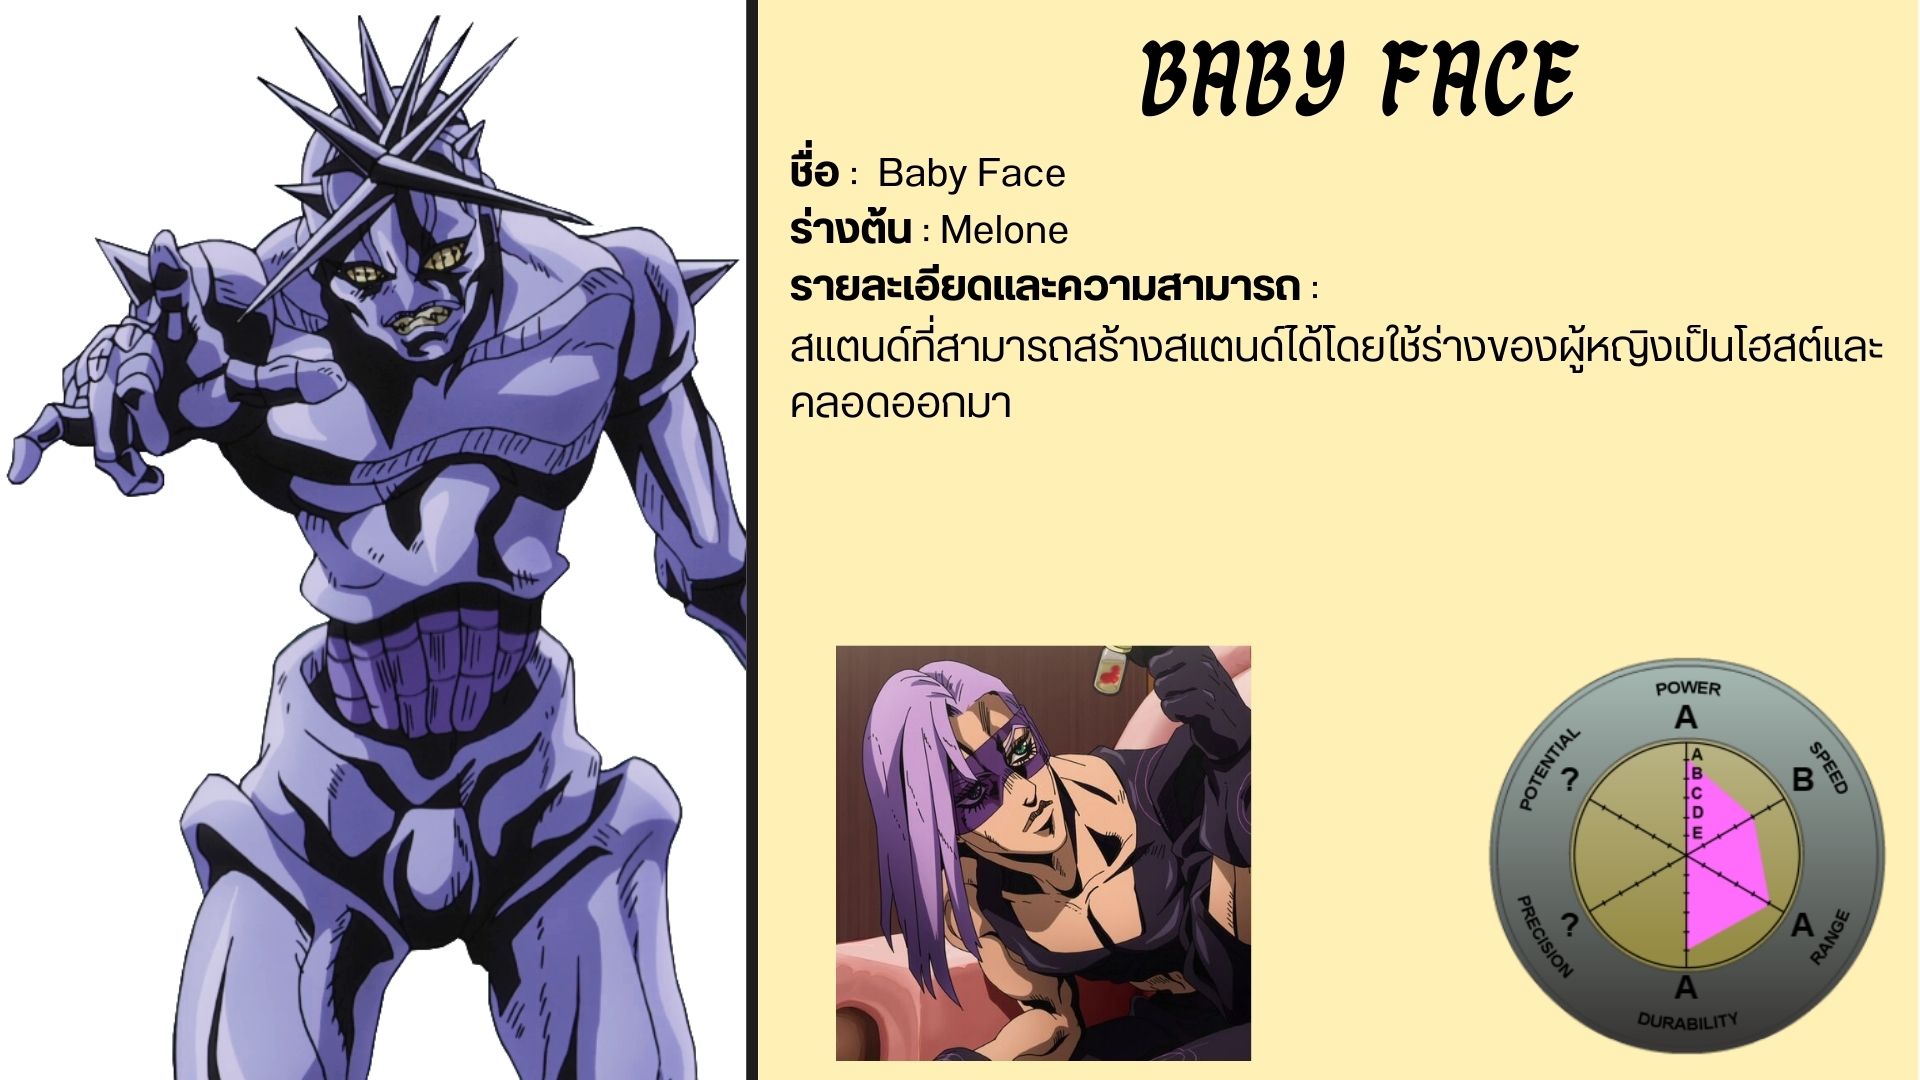 BABY FACE
ชื่อ : Baby Face
ร่างต้น : Melone
รายละเอียดและความสามารถ :
สแตนด์ที่สามารถสร้างสแตนด์ได้โดยใช้ร่างของผู้หญิงเป็นโฮสต์และ
คลอดออกมา
POWER
A
POTENTIAL
?
SPEED
B
A
B
C
D
E
PRECISION
?
RANGE
A
A
DURABILITY